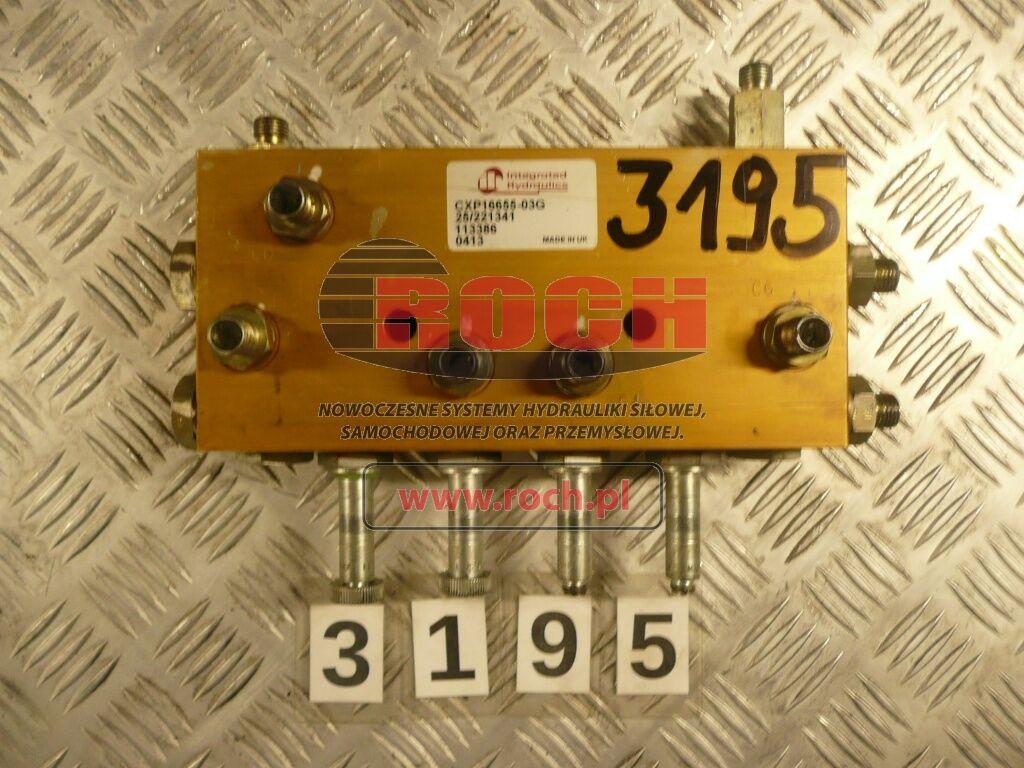 Integrated
Hydraulics
CXP16655-03G
25/221341
113386
0413
MADE IN UK
3195
C6
ROCH
NOWOCZESNE SYSTEMY HYDRAULIKI SIŁOWEJ,
SAMOCHODOWEJ ORAZ PRZEMYSŁOWEJ.
www.roch.pl
3 1 9 5